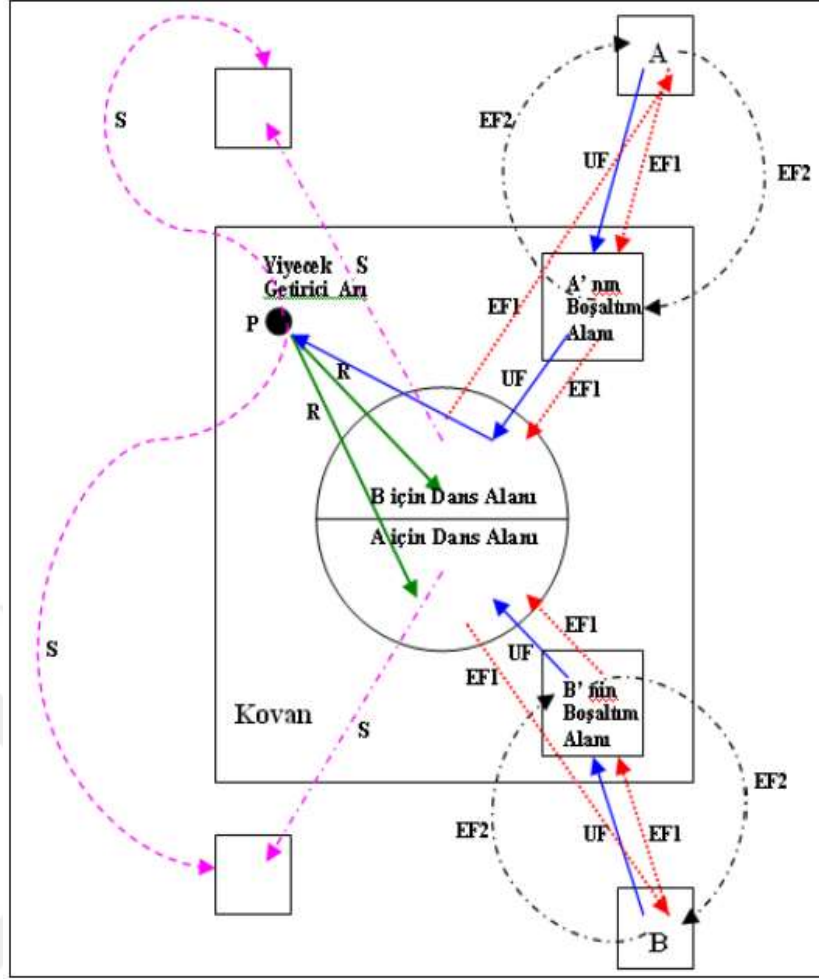 A
S
EF2
UF
EF1
EF2
Yiyecek S
Getirici Arı
P
A' nın
Boşaltım
Alanı
EF1
R
UF
EF1
R
B için Dans Alanı
A için Dans Alanı
EF1
UF
EF1
S
B' nin
Boşaltım
Alanı
Kovan
S
EF2
EF2
UF
EF1
B